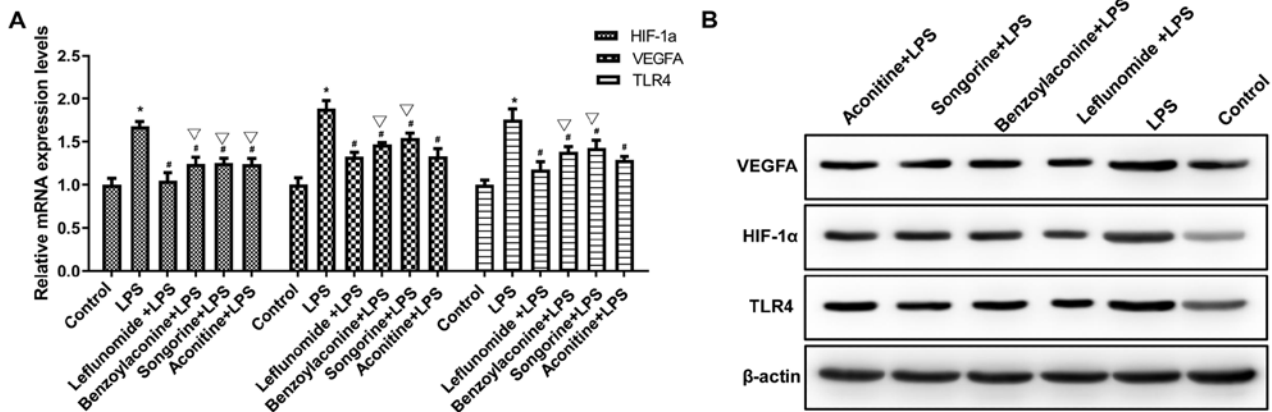 A
HIF-1a
VEGFA
TLR4
Relative mRNA expression levels
2.5
2.0
1.5
1.0
0.5
0.0
*
#
▽
#
▽
#
▽
#
*
#
▽
#
▽
#
#
*
#
▽
#
▽
#
#
Control
LPS
Leflunomide +LPS
Benzoylaconine+LPS
Songorine+LPS
Aconitine+LPS
Control
LPS
Leflunomide +LPS
Benzoylaconine+LPS
Songorine+LPS
Aconitine+LPS
Control
LPS
Leflunomide +LPS
Benzoylaconine+LPS
Songorine+LPS
Aconitine+LPS
B
Aconitine+LPS
Songorine+LPS
Benzoylaconine+LPS
Leflunomide +LPS
LPS
Control
VEGFA
HIF-1α
TLR4
β-actin